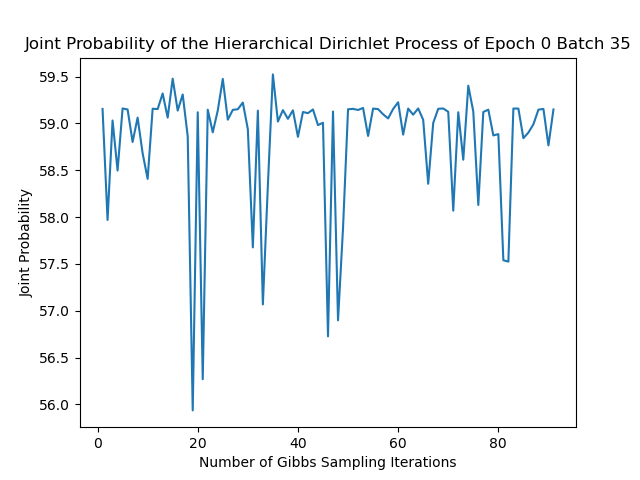 Joint Probability of the Hierarchical Dirichlet Process of Epoch 0 Batch 35
59.5
59.0
58.5
58.0
57.5
57.0
56.5
56.0
Joint Probability
0 20 40 60 80
Number of Gibbs Sampling Iterations